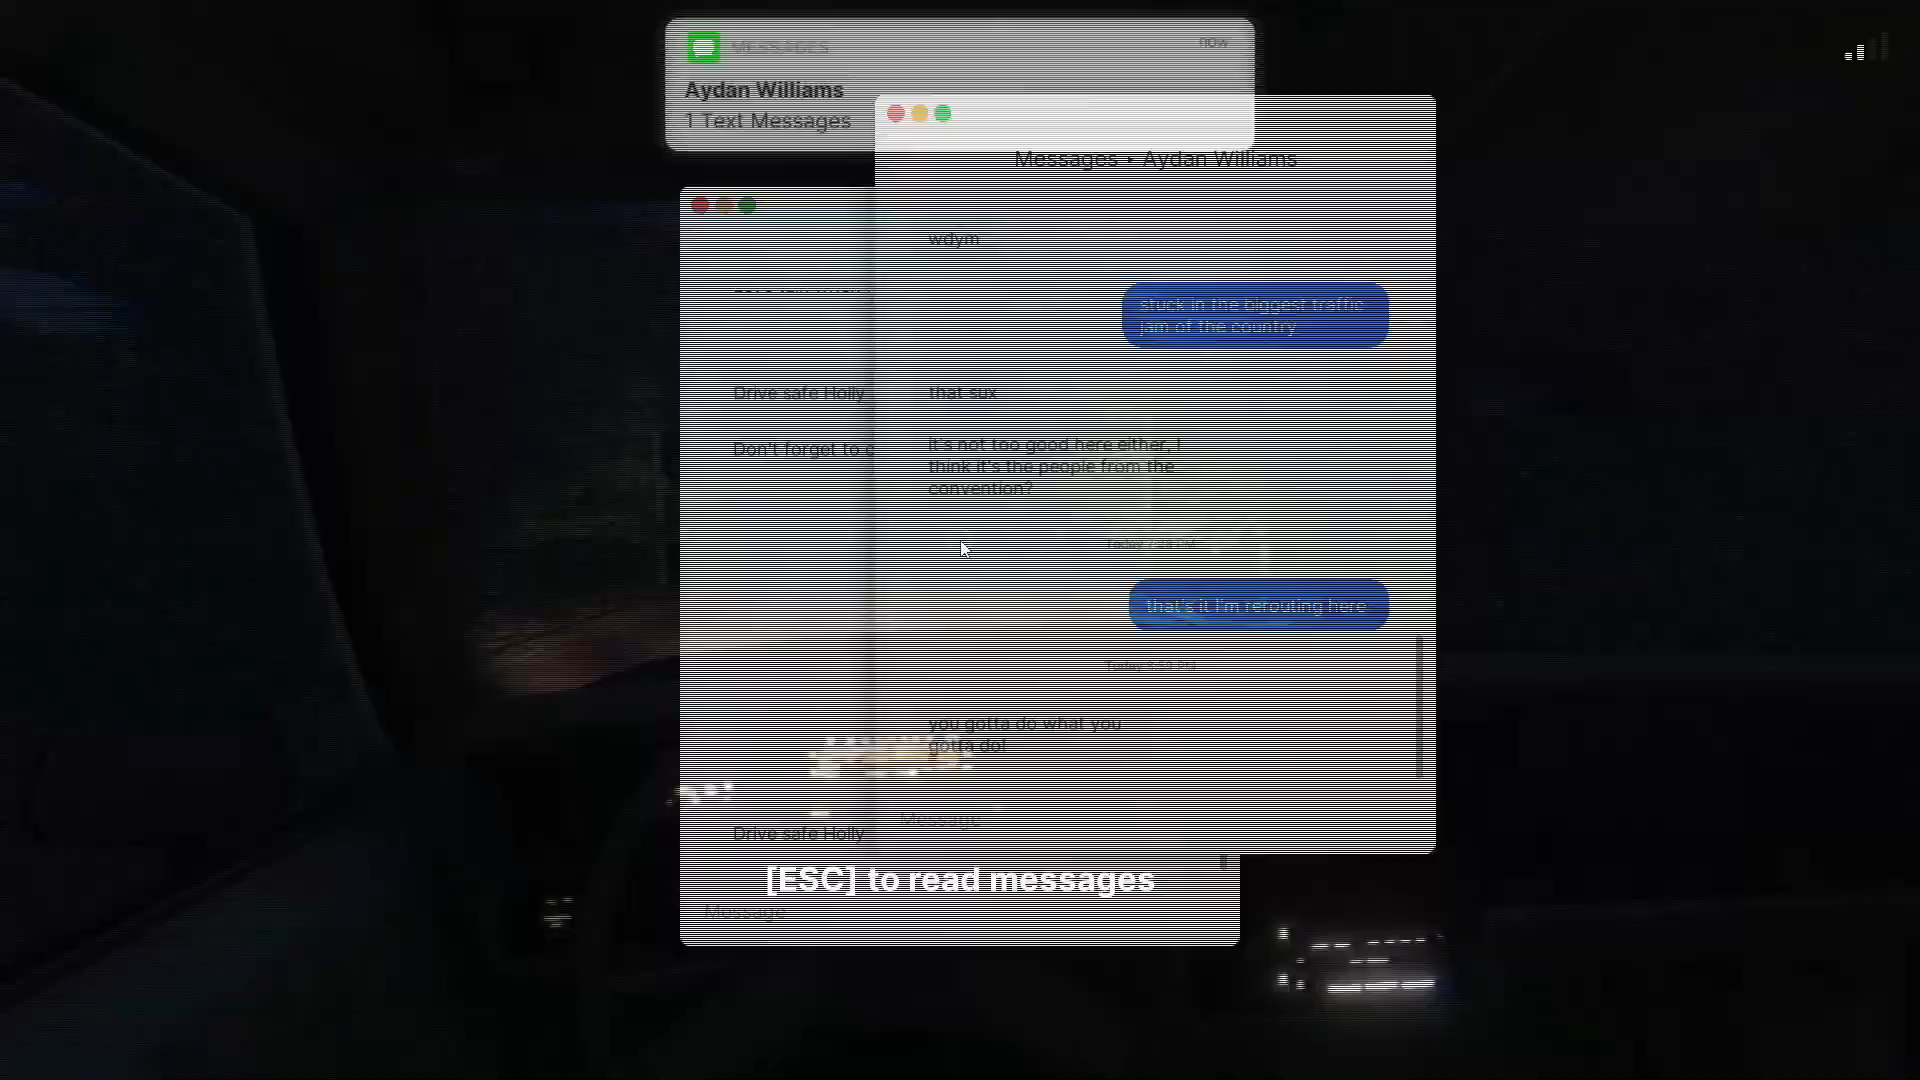 MESSAGES
now
Aydan Williams
1 Text Messages
Messages • Aydan Williams
wdym
stuck in the biggest traffic
jam of the country
Drive safe Holly
that sux
Don't forget to
it's not too good here either, I
think it's the people from the
convention?
that's it I'm rerouting here
you gotta do what you
gotta do!
Message
Drive safe Holly
[ESC] to read messages
Message